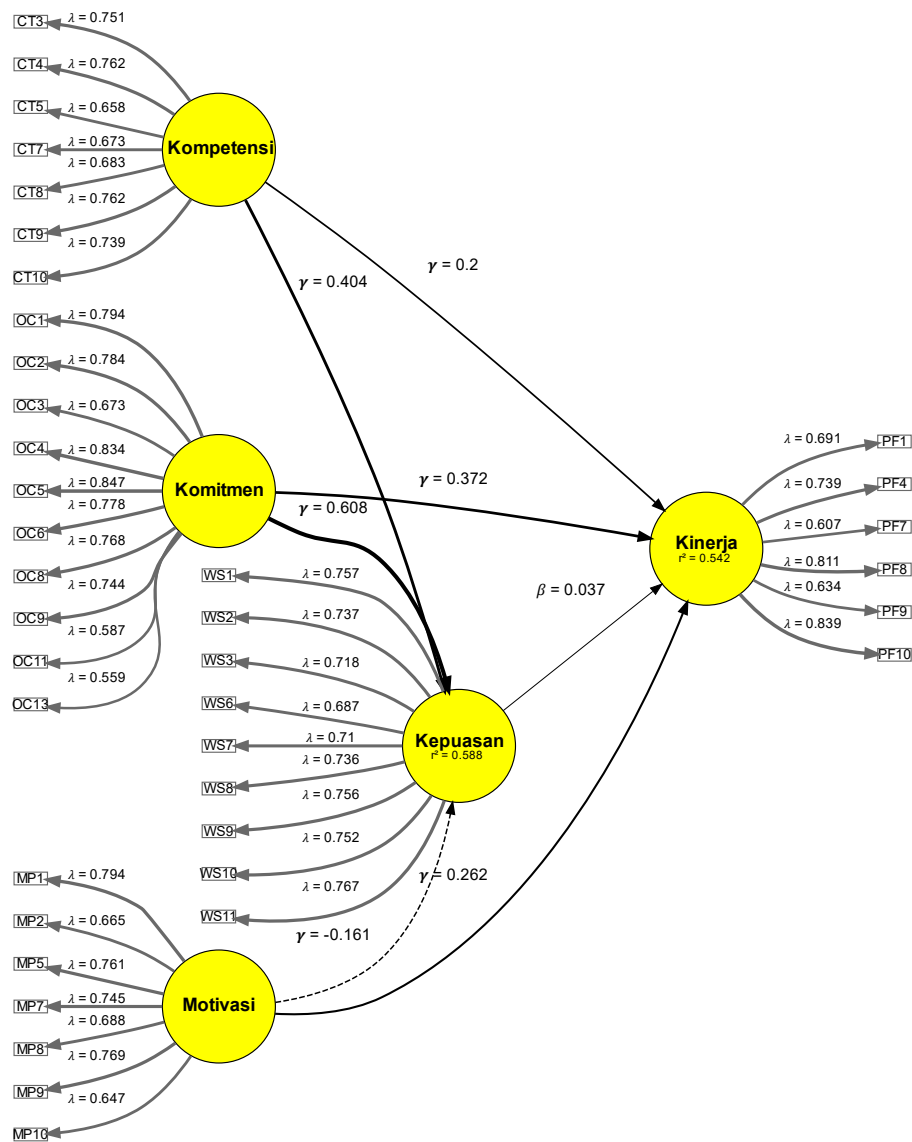 CT3
λ = 0.751
CT4
λ = 0.762
CT5
λ = 0.658
CT7
λ = 0.673
CT8
λ = 0.683
CT9
λ = 0.762
CT10
λ = 0.739
Kompetensi
γ = 0.2
γ = 0.404
OC1
λ = 0.794
OC2
λ = 0.784
OC3
λ = 0.673
OC4
λ = 0.834
OC5
λ = 0.847
OC6
λ = 0.778
OC8
λ = 0.768
OC9
λ = 0.744
OC11
λ = 0.587
OC13
λ = 0.559
Komitmen
γ = 0.372
γ = 0.608
WS1
λ = 0.757
WS2
λ = 0.737
WS3
λ = 0.718
WS6
λ = 0.687
WS7
λ = 0.71
WS8
λ = 0.736
WS9
λ = 0.756
WS10
λ = 0.752
WS11
λ = 0.767
Kepuasan
r² = 0.588
β = 0.037
Kinerja
r² = 0.542
λ = 0.691
PF1
λ = 0.739
PF4
λ = 0.607
PF7
λ = 0.811
PF8
λ = 0.634
PF9
λ = 0.839
PF10
γ = 0.262
γ = -0.161
MP1
λ = 0.794
MP2
λ = 0.665
MP5
λ = 0.761
MP7
λ = 0.745
MP8
λ = 0.688
MP9
λ = 0.769
MP10
λ = 0.647
Motivasi